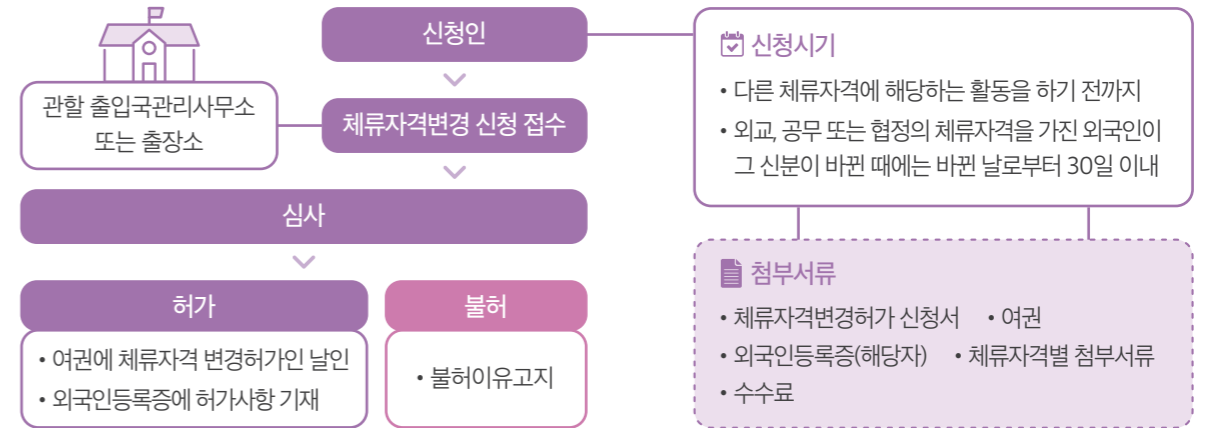 신청인
관할 출입국관리사무소
또는 출장소
체류자격변경 신청 접수
심사
허가
• 여권에 체류자격 변경허가인 날인
• 외국인등록증에 허가사항 기재
불허
• 불허이유고지
신청시기
• 다른 체류자격에 해당하는 활동을 하기 전까지
• 외교, 공무 또는 협정의 체류자격을 가진 외국인이
그 신분이 바뀐 때에는 바뀐 날로부터 30일 이내
첨부서류
• 체류자격변경허가 신청서 • 여권
• 외국인등록증(해당자) • 체류자격별 첨부서류
• 수수료